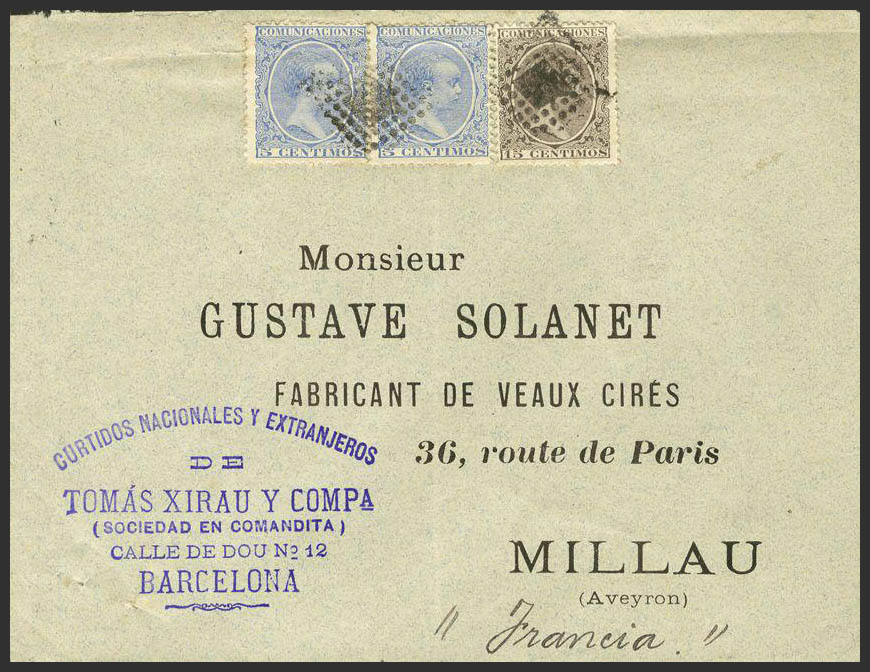 COMUNICACIONES COMUNICACIONES COMUNICACIONES
5 CENTIMOS 5 CENTIMOS 15 CENTIMOS
Monsieur
GUSTAVE SOLANET
FABRICANT DE VEAUX CIRÉS
36, route de Paris
MILLAU
(Aveyron)
" Francia. "
CURTIDOS NACIONALES Y EXTRANJEROS
DE
TOMÁS XIRAU Y COMPA
(SOCIEDAD EN COMANDITA)
CALLE DE DOU Nº 12
BARCELONA